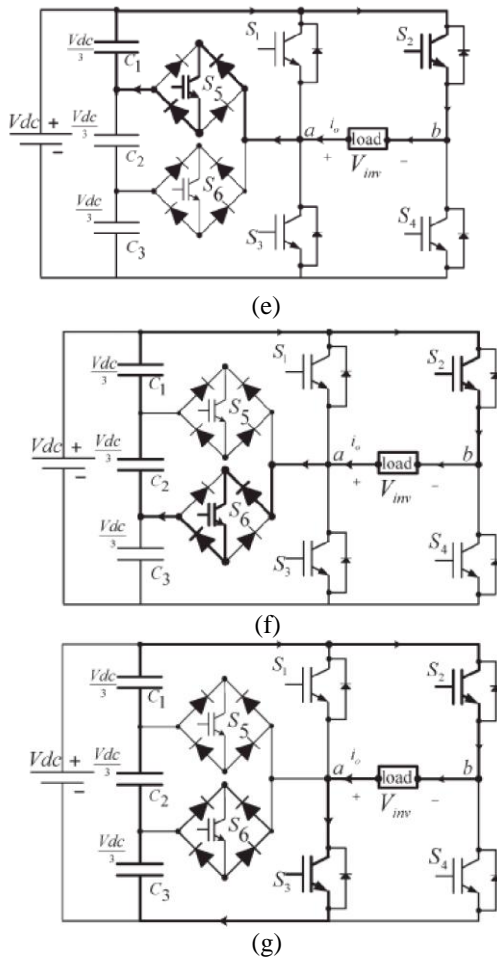 Vdc/3 C1 S5 S1 S2
Vdc + −
Vdc/3 C2 a io load b
+ Vinv −
Vdc/3 C3 S6 S3 S4
(e)
Vdc/3 C1 S5 S1 S2
Vdc + −
Vdc/3 C2 a io load b
+ Vinv −
Vdc/3 C3 S6 S3 S4
(f)
Vdc/3 C1 S5 S1 S2
Vdc + −
Vdc/3 C2 a io load b
+ Vinv −
Vdc/3 C3 S6 S3 S4
(g)